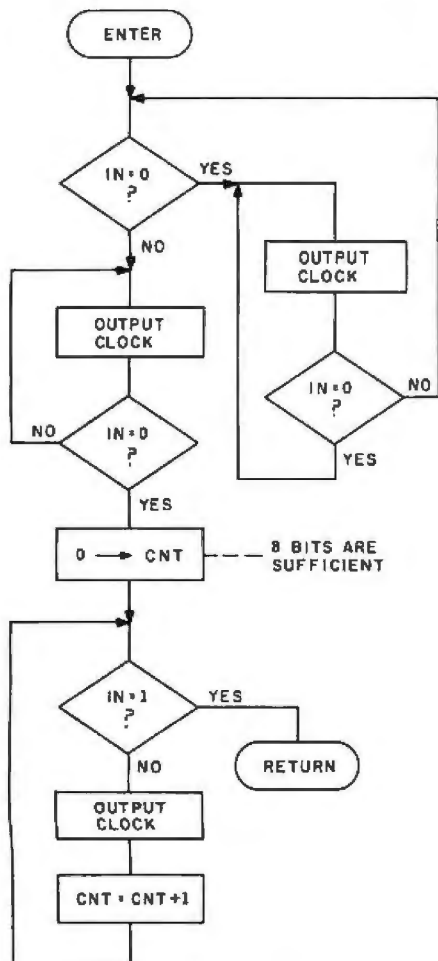 ENTER
IN=0
?
YES
NO
OUTPUT
CLOCK
OUTPUT
CLOCK
IN=0
?
NO
YES
NO
IN=0
?
YES
0 → CNT
8 BITS ARE
SUFFICIENT
IN=1
?
YES
NO
RETURN
OUTPUT
CLOCK
CNT = CNT+1